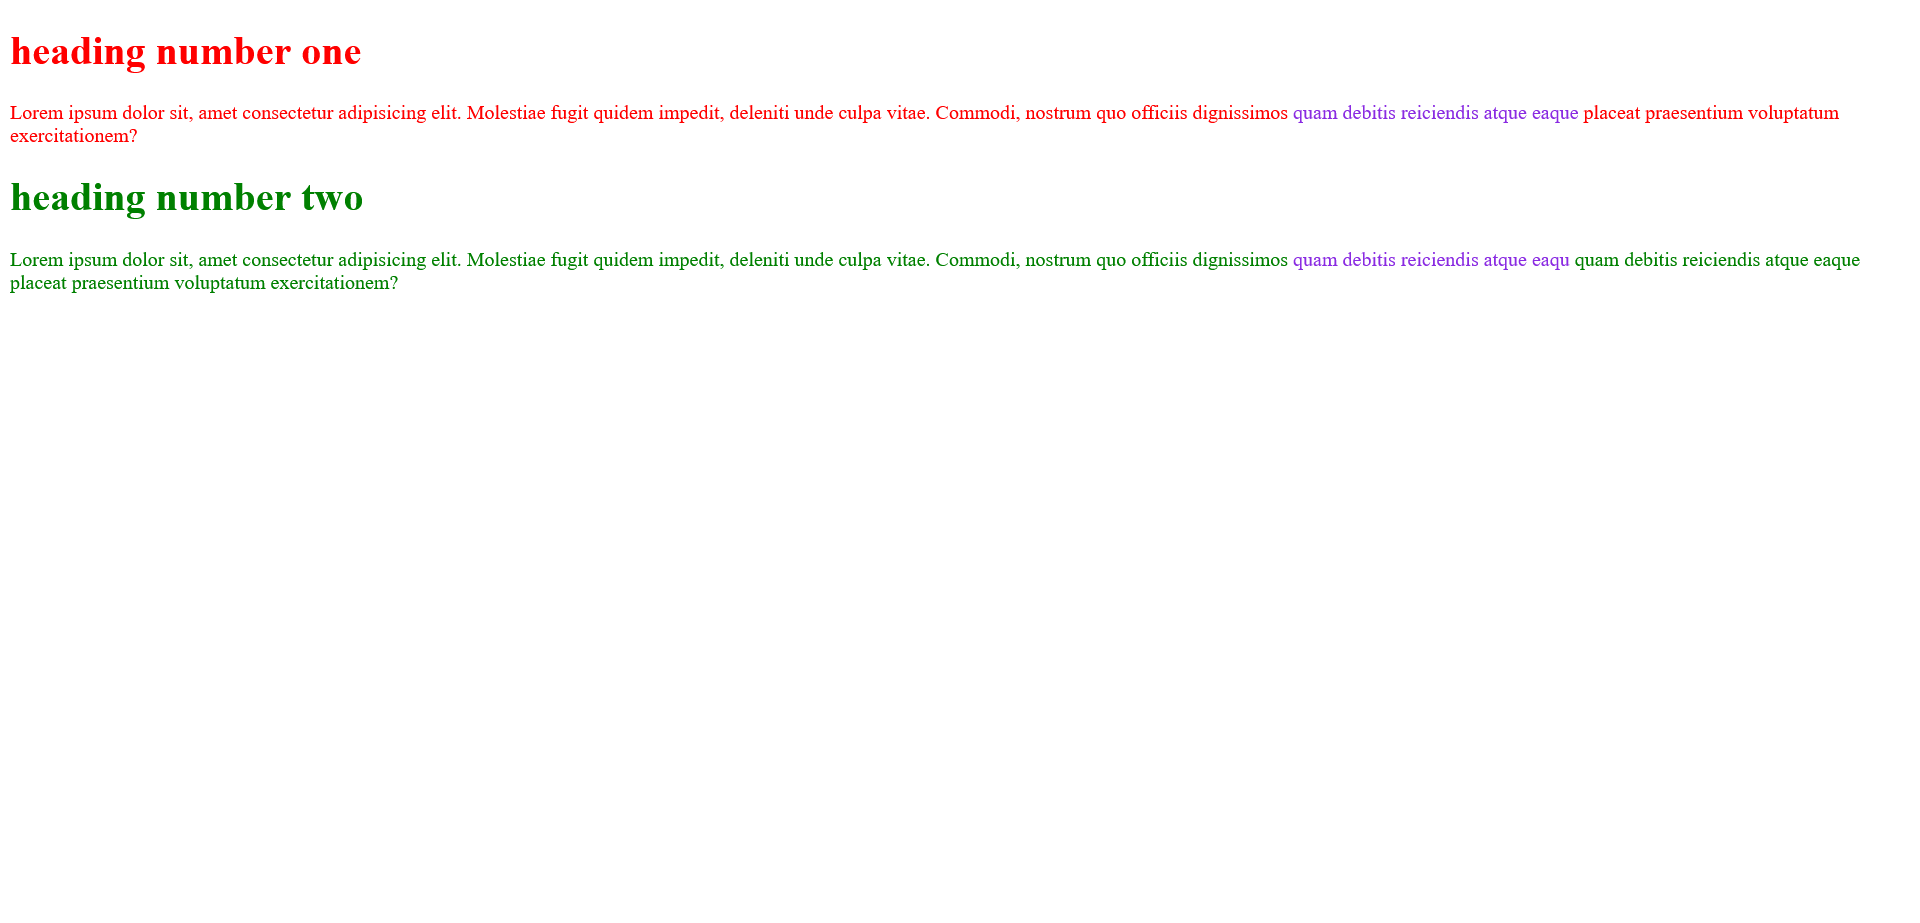 heading number one
Lorem ipsum dolor sit, amet consectetur adipisicing elit. Molestiae fugit quidem impedit, deleniti unde culpa vitae. Commodi, nostrum quo officiis dignissimos quam debitis reiciendis atque eaque placeat praesentium voluptatum
exercitationem?
heading number two
Lorem ipsum dolor sit, amet consectetur adipisicing elit. Molestiae fugit quidem impedit, deleniti unde culpa vitae. Commodi, nostrum quo officiis dignissimos quam debitis reiciendis atque eaqu quam debitis reiciendis atque eaque
placeat praesentium voluptatum exercitationem?